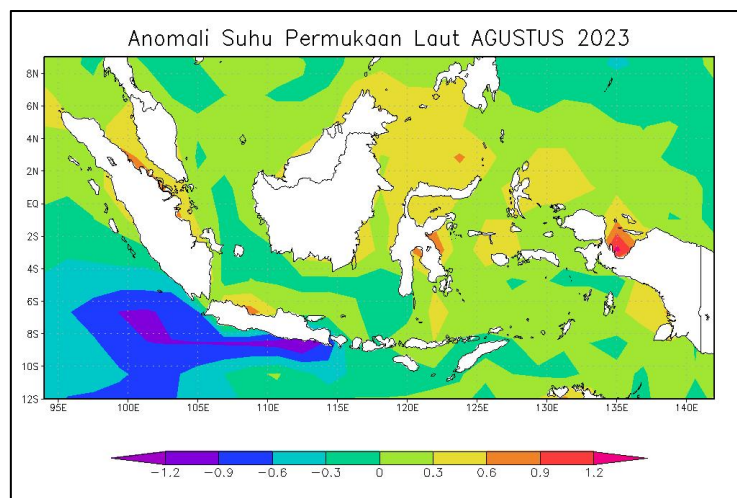 Anomali Suhu Permukaan Laut AGUSTUS 2023
8N
6N
4N
2N
EQ
2S
4S
6S
8S
10S
12S
95E 100E 105E 110E 115E 120E 125E 130E 135E 140E
-1.2 -0.9 -0.6 -0.3 0 0.3 0.6 0.9 1.2